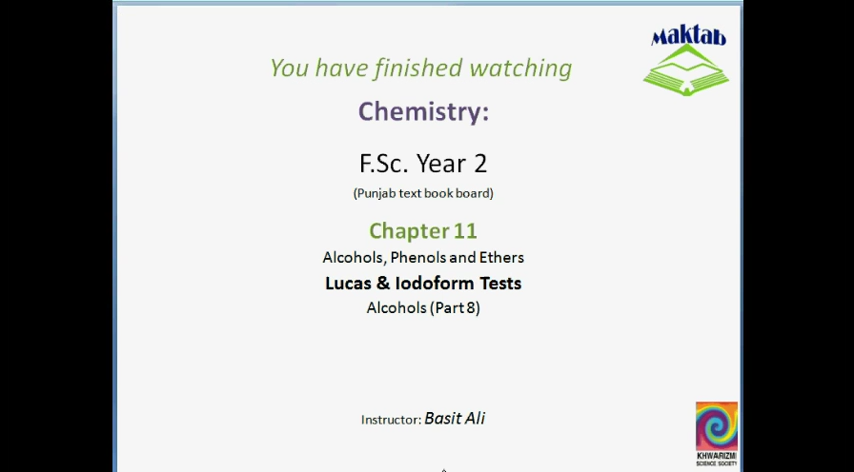 Maktab
You have finished watching
Chemistry:
F.Sc. Year 2
(Punjab text book board)
Chapter 11
Alcohols, Phenols and Ethers
Lucas & Iodoform Tests
Alcohols (Part 8)
Instructor: Basit Ali
KHWARIZMI
SCIENCE SOCIETY